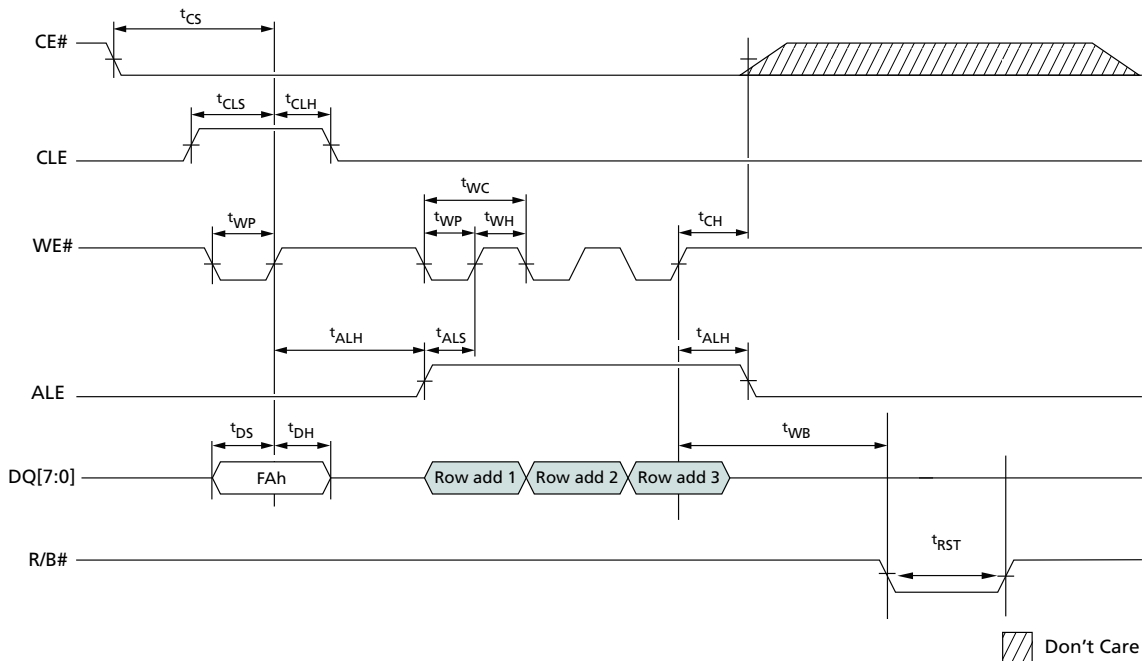 tCS
CE#
tCLS tCLH
CLE
tWC
tWP tWP tWH tCH
WE#
tALH tALS tALH
ALE
tDS tDH tWB
DQ[7:0] FAh Row add 1 Row add 2 Row add 3
tRST
R/B#
Don't Care